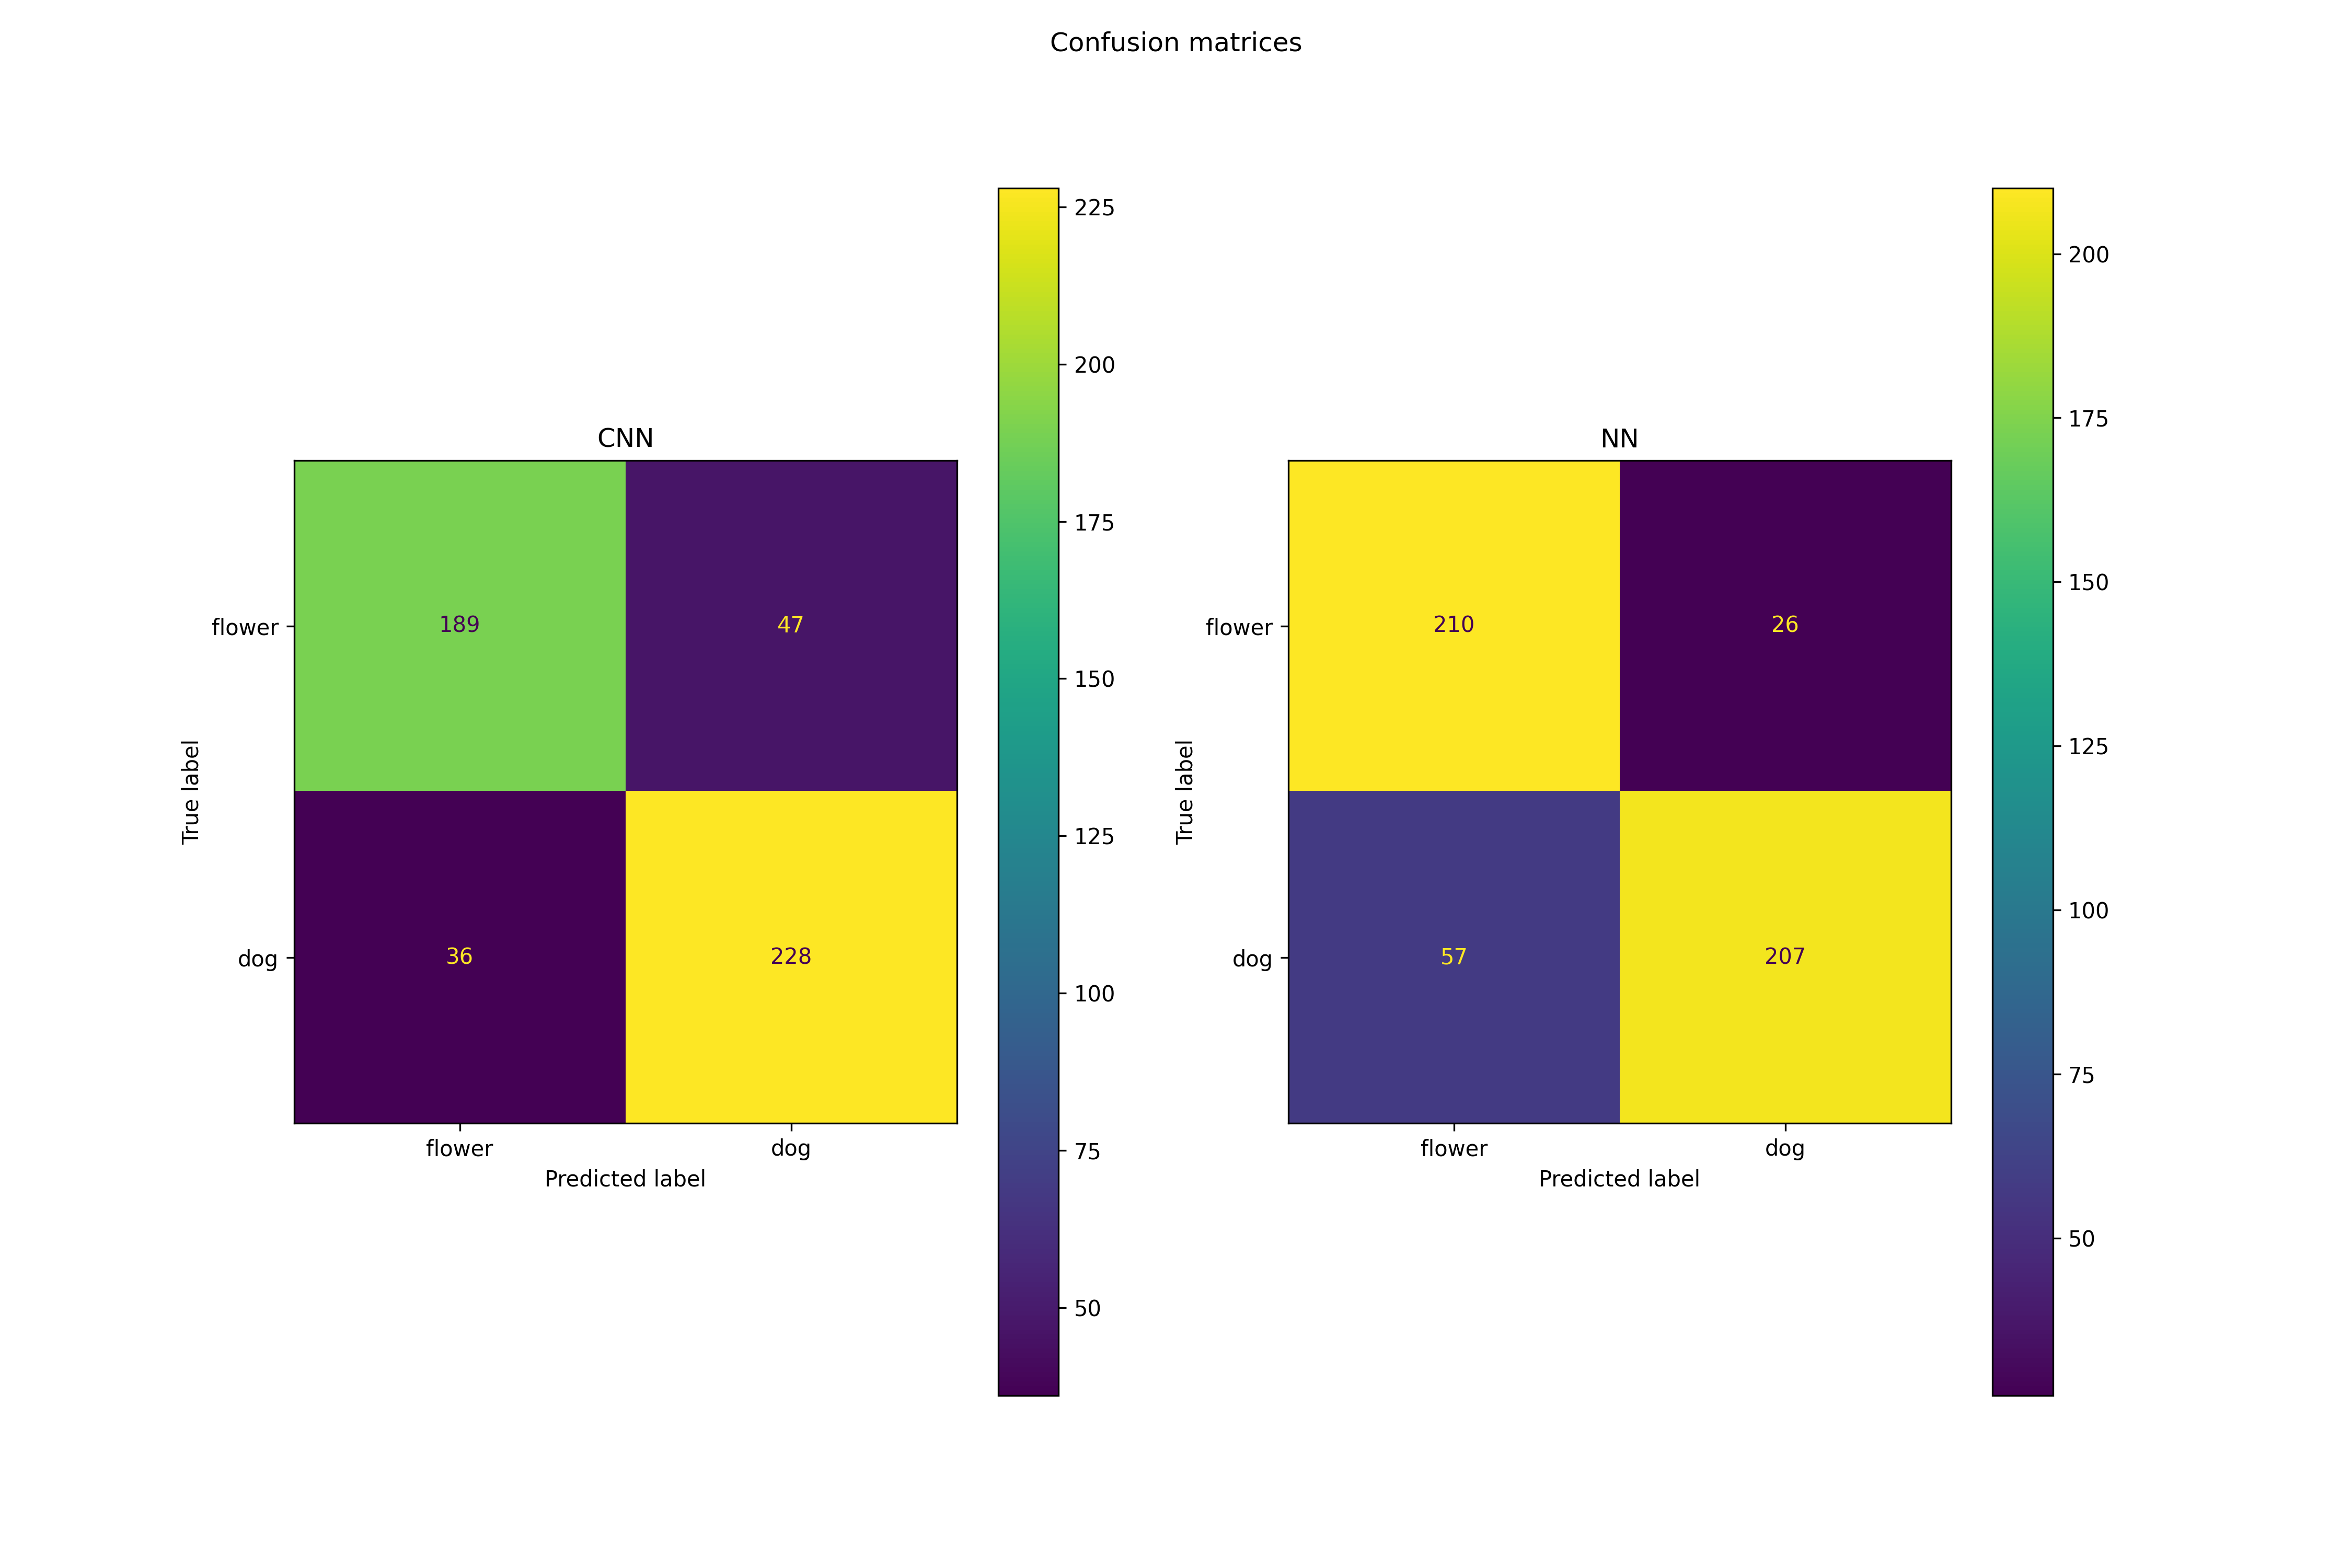 Confusion matrices
CNN
True label
flower
189
47
dog
36
228
flower
dog
Predicted label
225
200
175
150
125
100
75
50
NN
True label
flower
210
26
dog
57
207
flower
dog
Predicted label
200
175
150
125
100
75
50